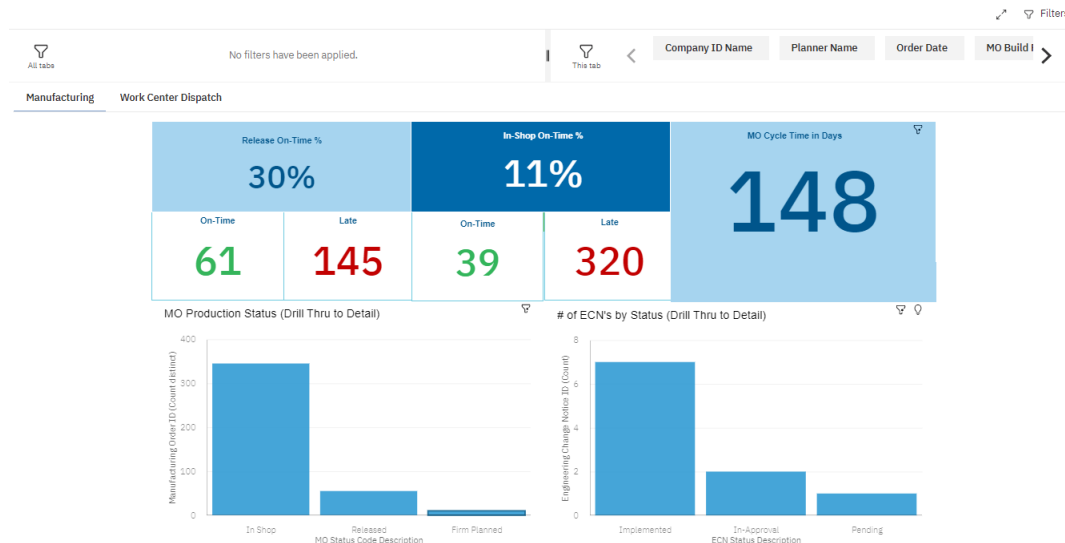 Filters
All tabs
No filters have been applied.
This tab
Company ID Name
Planner Name
Order Date
MO Build
Manufacturing
Work Center Dispatch
Release On-Time %
30%
In-Shop On-Time %
11%
MO Cycle Time in Days
148
On-Time
61
Late
145
On-Time
39
Late
320
MO Production Status (Drill Thru to Detail)
Manufacturing Order ID (Count distinct)
400
300
200
100
0
In Shop
Released
Firm Planned
MO Status Code Description
# of ECN's by Status (Drill Thru to Detail)
Engineering Change Notice ID (Count)
8
6
4
2
0
Implemented
In-Approval
Pending
ECN Status Description